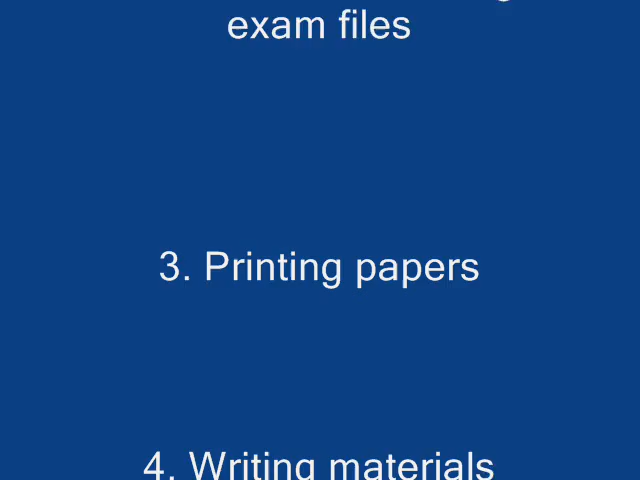 exam files
3. Printing papers
4. Writing materials